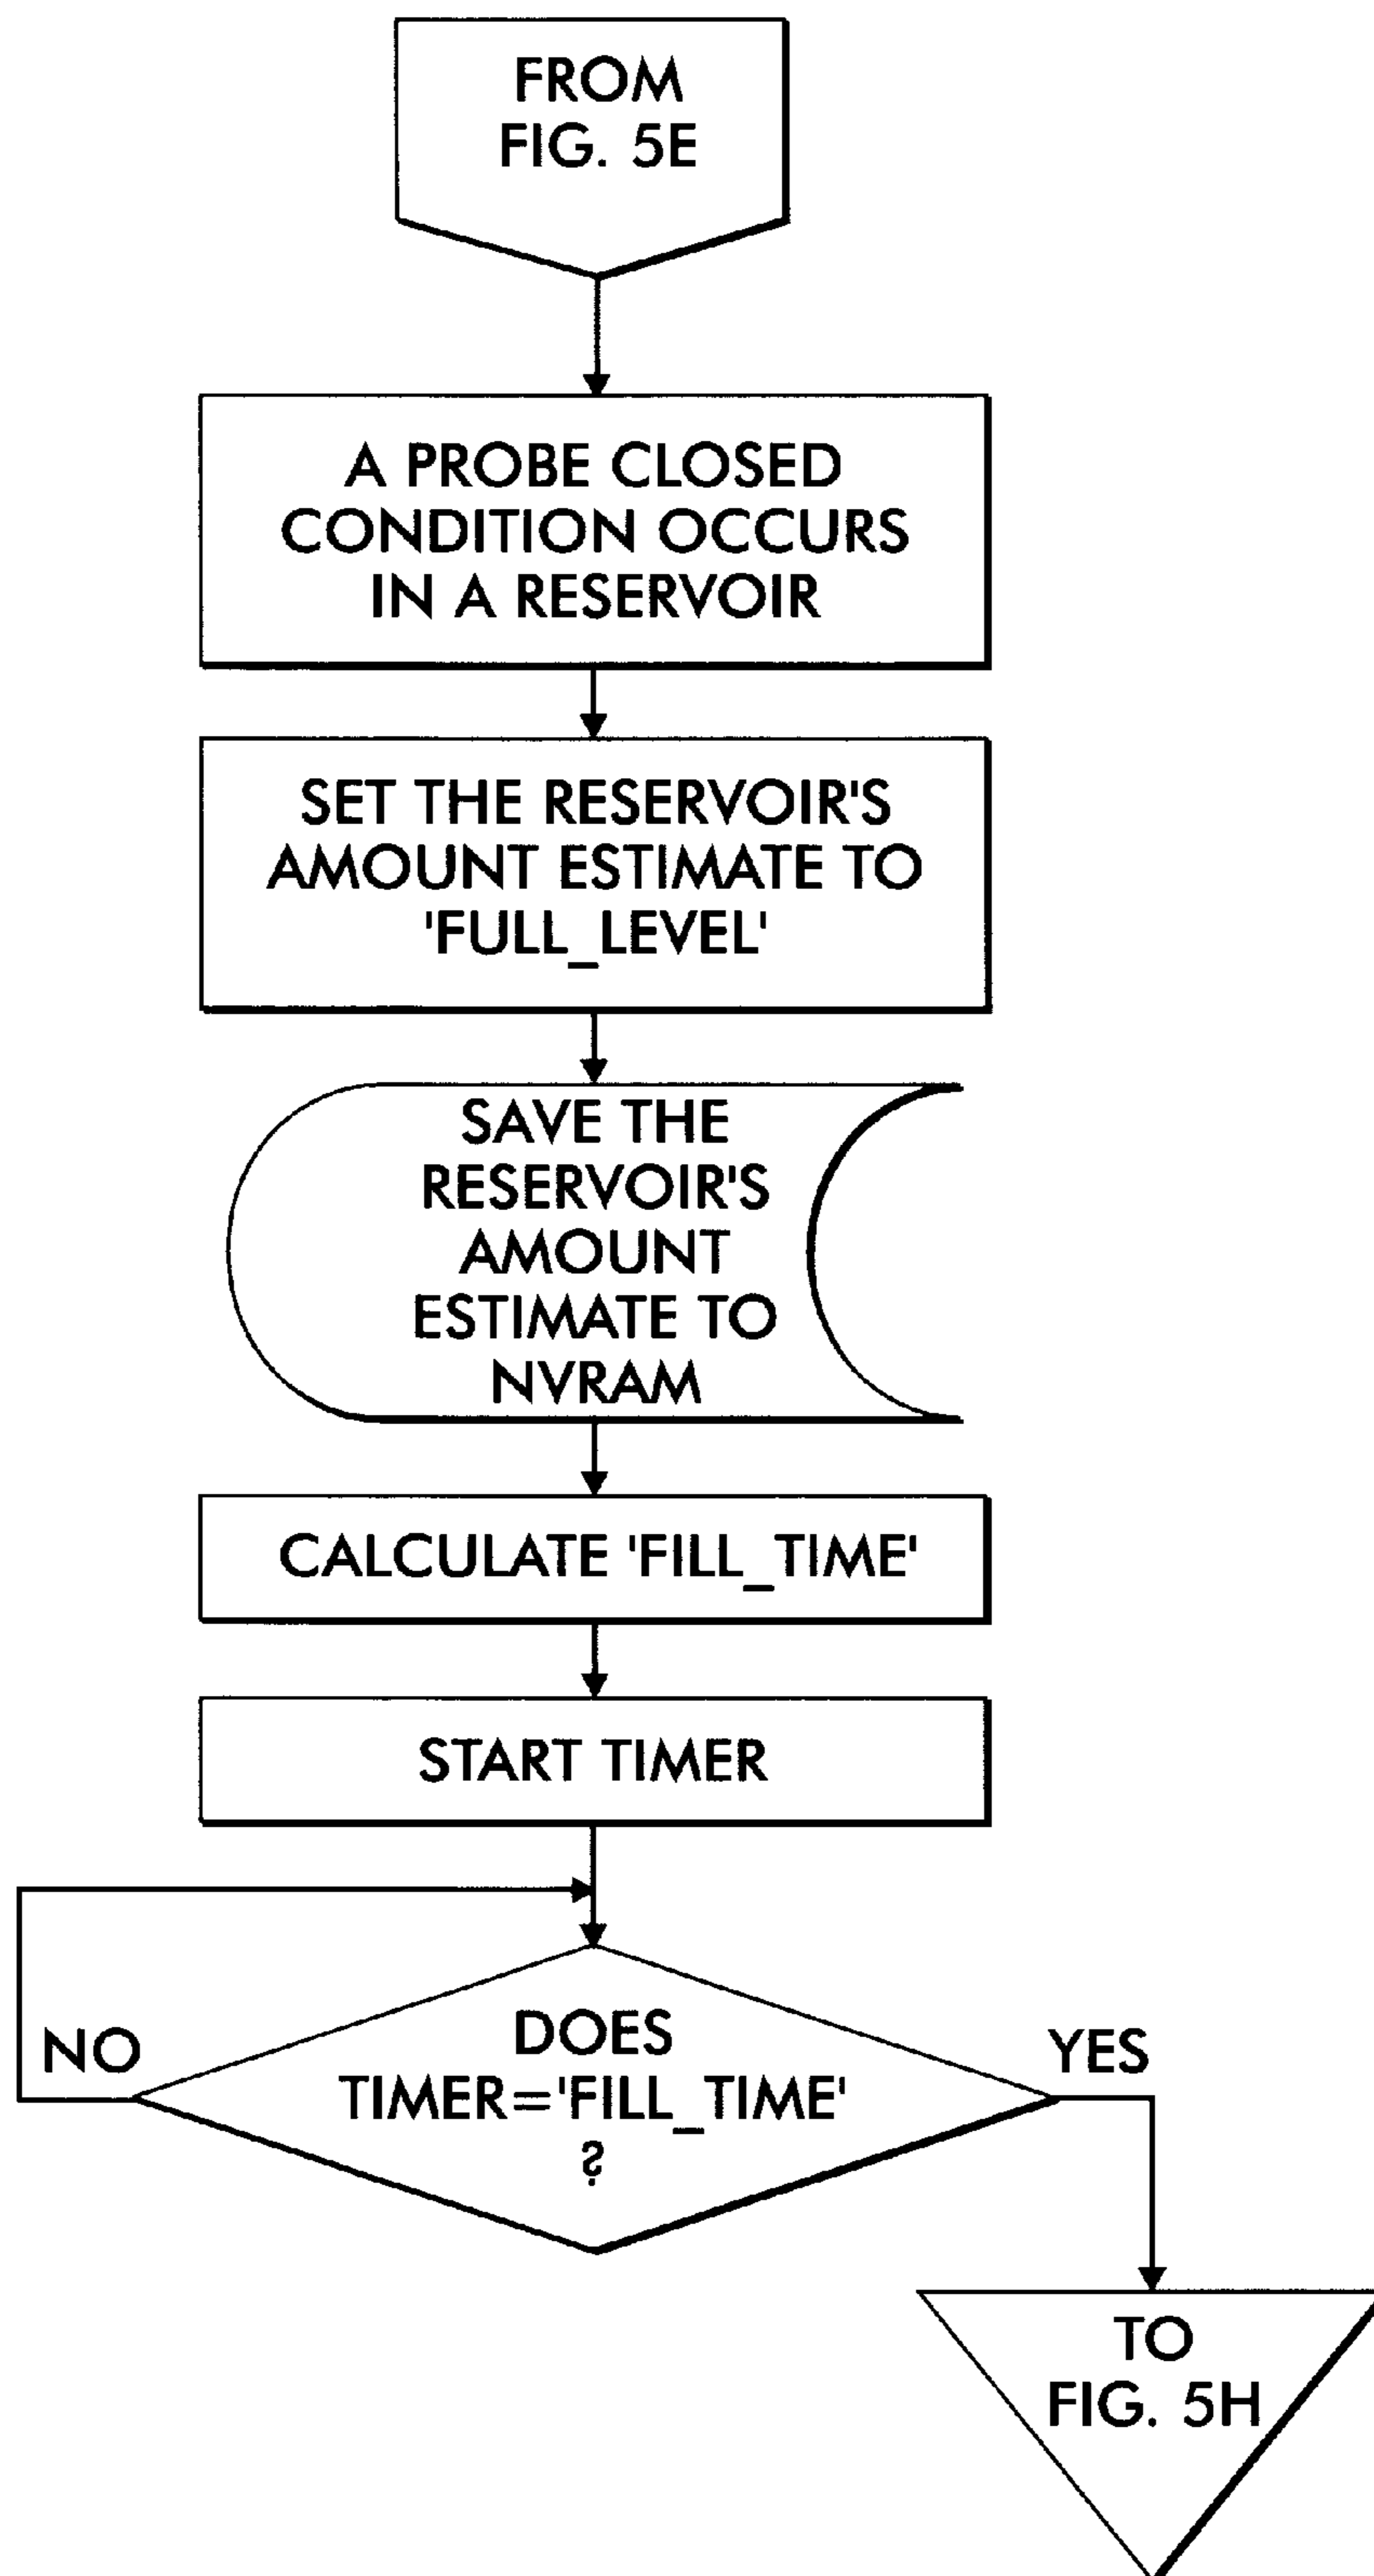 FROM
FIG. 5E
A PROBE CLOSED
CONDITION OCCURS
IN A RESERVOIR
SET THE RESERVOIR'S
AMOUNT ESTIMATE TO
'FULL_LEVEL'
SAVE THE
RESERVOIR'S
AMOUNT
ESTIMATE TO
NVRAM
CALCULATE 'FILL_TIME'
START TIMER
DOES
TIMER='FILL_TIME'
?
NO
YES
TO
FIG. 5H